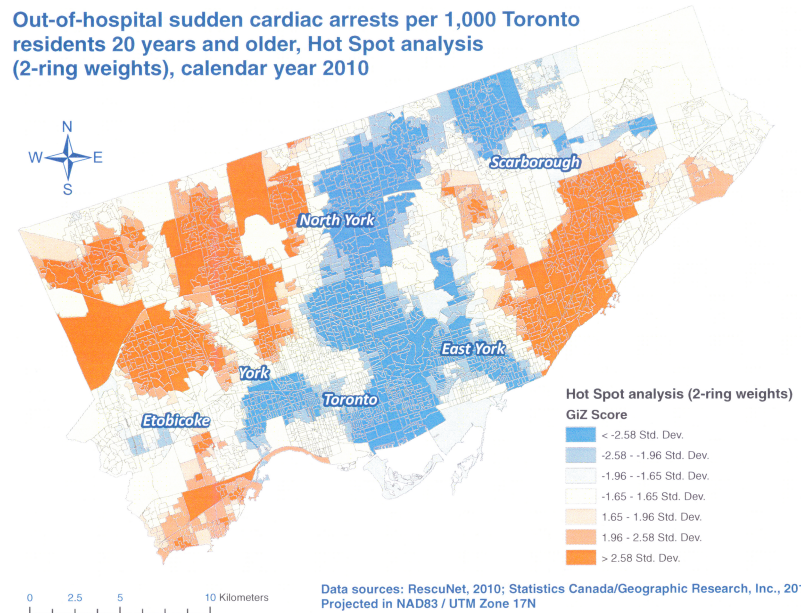 Out-of-hospital sudden cardiac arrests per 1,000 Toronto
residents 20 years and older, Hot Spot analysis
(2-ring weights), calendar year 2010
N
W E
S
Scarborough
North York
East York
York
Toronto
Etobicoke
Hot Spot analysis (2-ring weights)
GiZ Score
< -2.58 Std. Dev.
-2.58 - -1.96 Std. Dev.
-1.96 - -1.65 Std. Dev.
-1.65 - 1.65 Std. Dev.
1.65 - 1.96 Std. Dev.
1.96 - 2.58 Std. Dev.
> 2.58 Std. Dev.
0 2.5 5 10 Kilometers
Data sources: RescuNet, 2010; Statistics Canada/Geographic Research, Inc., 201
Projected in NAD83 / UTM Zone 17N